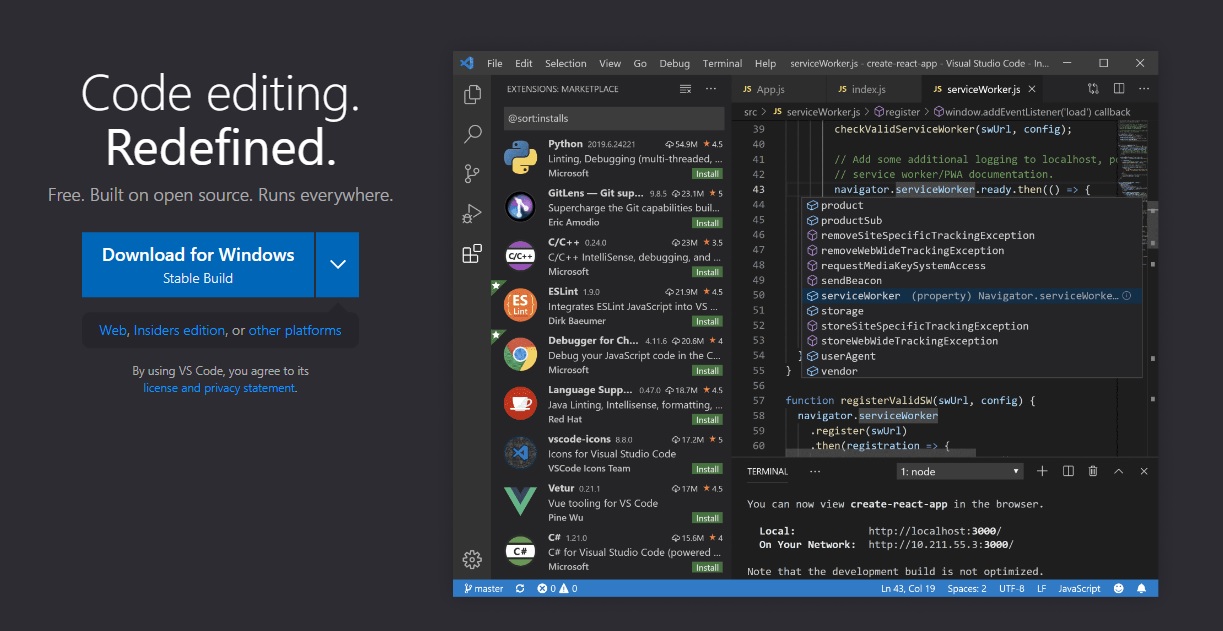 Code editing.
Redefined.
Free. Built on open source. Runs everywhere.
Download for Windows
Stable Build
Web, Insiders edition, or other platforms
By using VS Code, you agree to its
license and privacy statement.
File Edit Selection View Go Debug Terminal Help serviceWorker.js - create-react-app - Visual Studio Code - In...
EXTENSIONS: MARKETPLACE
@sort:installs
Python 2019.6.24221 54.9M ★ 4.5
Linting, Debugging (multi-threaded, ...
Microsoft Install
GitLens — Git sup... 9.8.5 23.1M ★ 5
Supercharge the Git capabilities buil...
Eric Amodio Install
C/C++ 0.24.0 23M ★ 3.5
C/C++
C/C++ IntelliSense, debugging, and ...
Microsoft Install
ESLint 1.9.0 21.9M ★ 4.5
ES
Lint
Integrates ESLint JavaScript into VS ...
Dirk Baeumer Install
Debugger for Ch... 4.11.6 20.6M ★ 4
Debug your JavaScript code in the C...
Microsoft Install
Language Supp... 0.47.0 18.7M ★ 4.5
Java Linting, Intellisense, formatting, ...
Red Hat Install
vscode-icons 8.8.0 17.2M ★ 5
Icons for Visual Studio Code
VSCode Icons Team Install
Vetur 0.21.1 17M ★ 4.5
Vue tooling for VS Code
Pine Wu Install
C# 1.21.0 15.6M ★ 4
C#
C# for Visual Studio Code (powered ...
Microsoft Install
JS App.js JS index.js JS serviceWorker.js
src > JS serviceWorker.js > register > window.addEventListener('load') callback
39 checkValidServiceWorker(swUrl, config);
40
41 // Add some additional logging to localhost, po
42 // service worker/PWA documentation.
43 navigator.serviceWorker.ready.then(() => {
44 product
45 productSub
46 removeSiteSpecificTrackingException
47 removeWebWideTrackingException
48 requestMediaKeySystemAccess
49 sendBeacon
50 serviceWorker (property) Navigator.serviceWorke...
51 storage
52 storeSiteSpecificTrackingException
53 storeWebWideTrackingException
54 } userAgent
55 } vendor
56
57 function registerValidSW(swUrl, config) {
58 navigator.serviceWorker
59 .register(swUrl)
60 .then(registration => {
TERMINAL ... 1: node
You can now view create-react-app in the browser.
Local: http://localhost:3000/
On Your Network: http://10.211.55.3:3000/
Note that the development build is not optimized.
master 0 0 Ln 43, Col 19 Spaces: 2 UTF-8 LF JavaScript